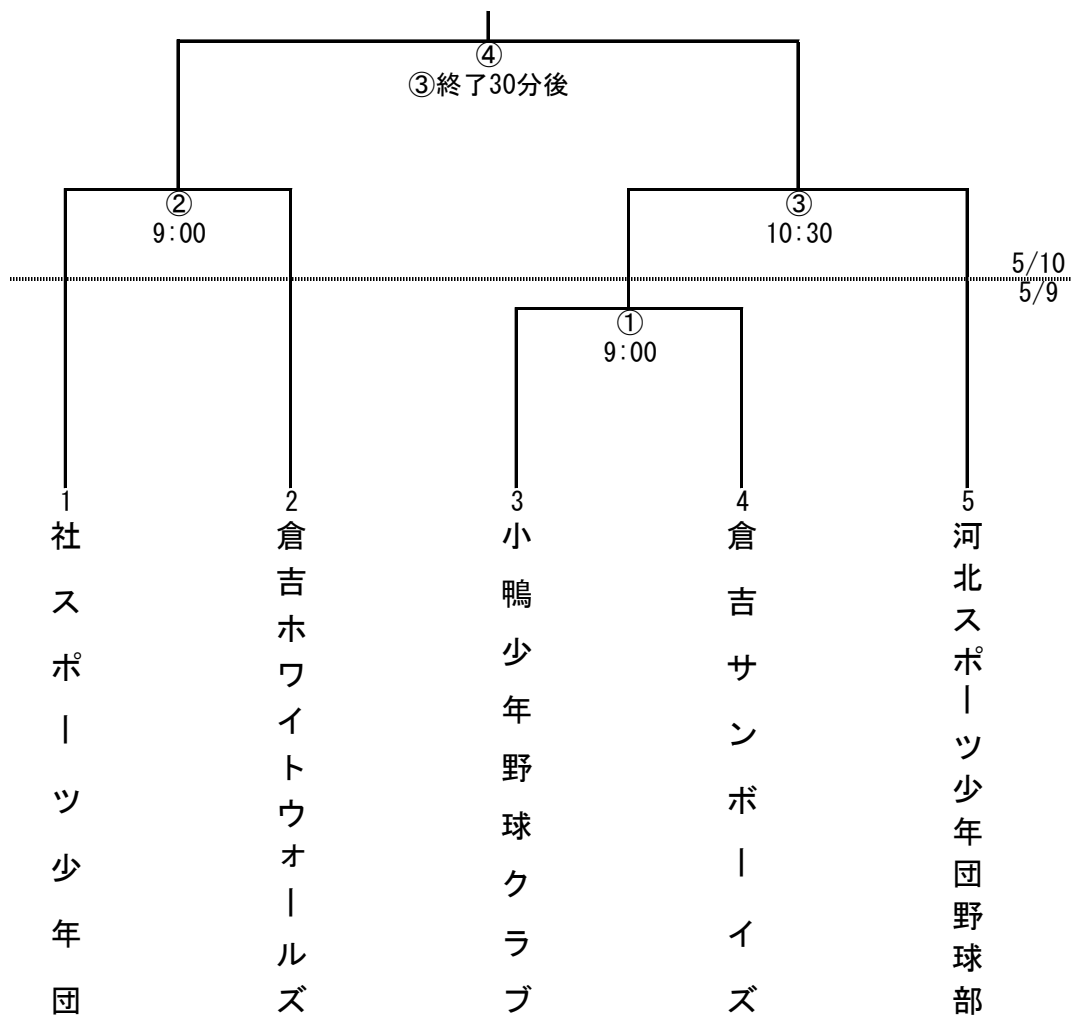 ④
③終了30分後
②
9:00
③
10:30
5/10
5/9
①
9:00
1
社スポーツ少年団
2
倉吉ホワイトウォールズ
3
小鴨少年野球クラブ
4
倉吉サンボーイズ
5
河北スポーツ少年団野球部